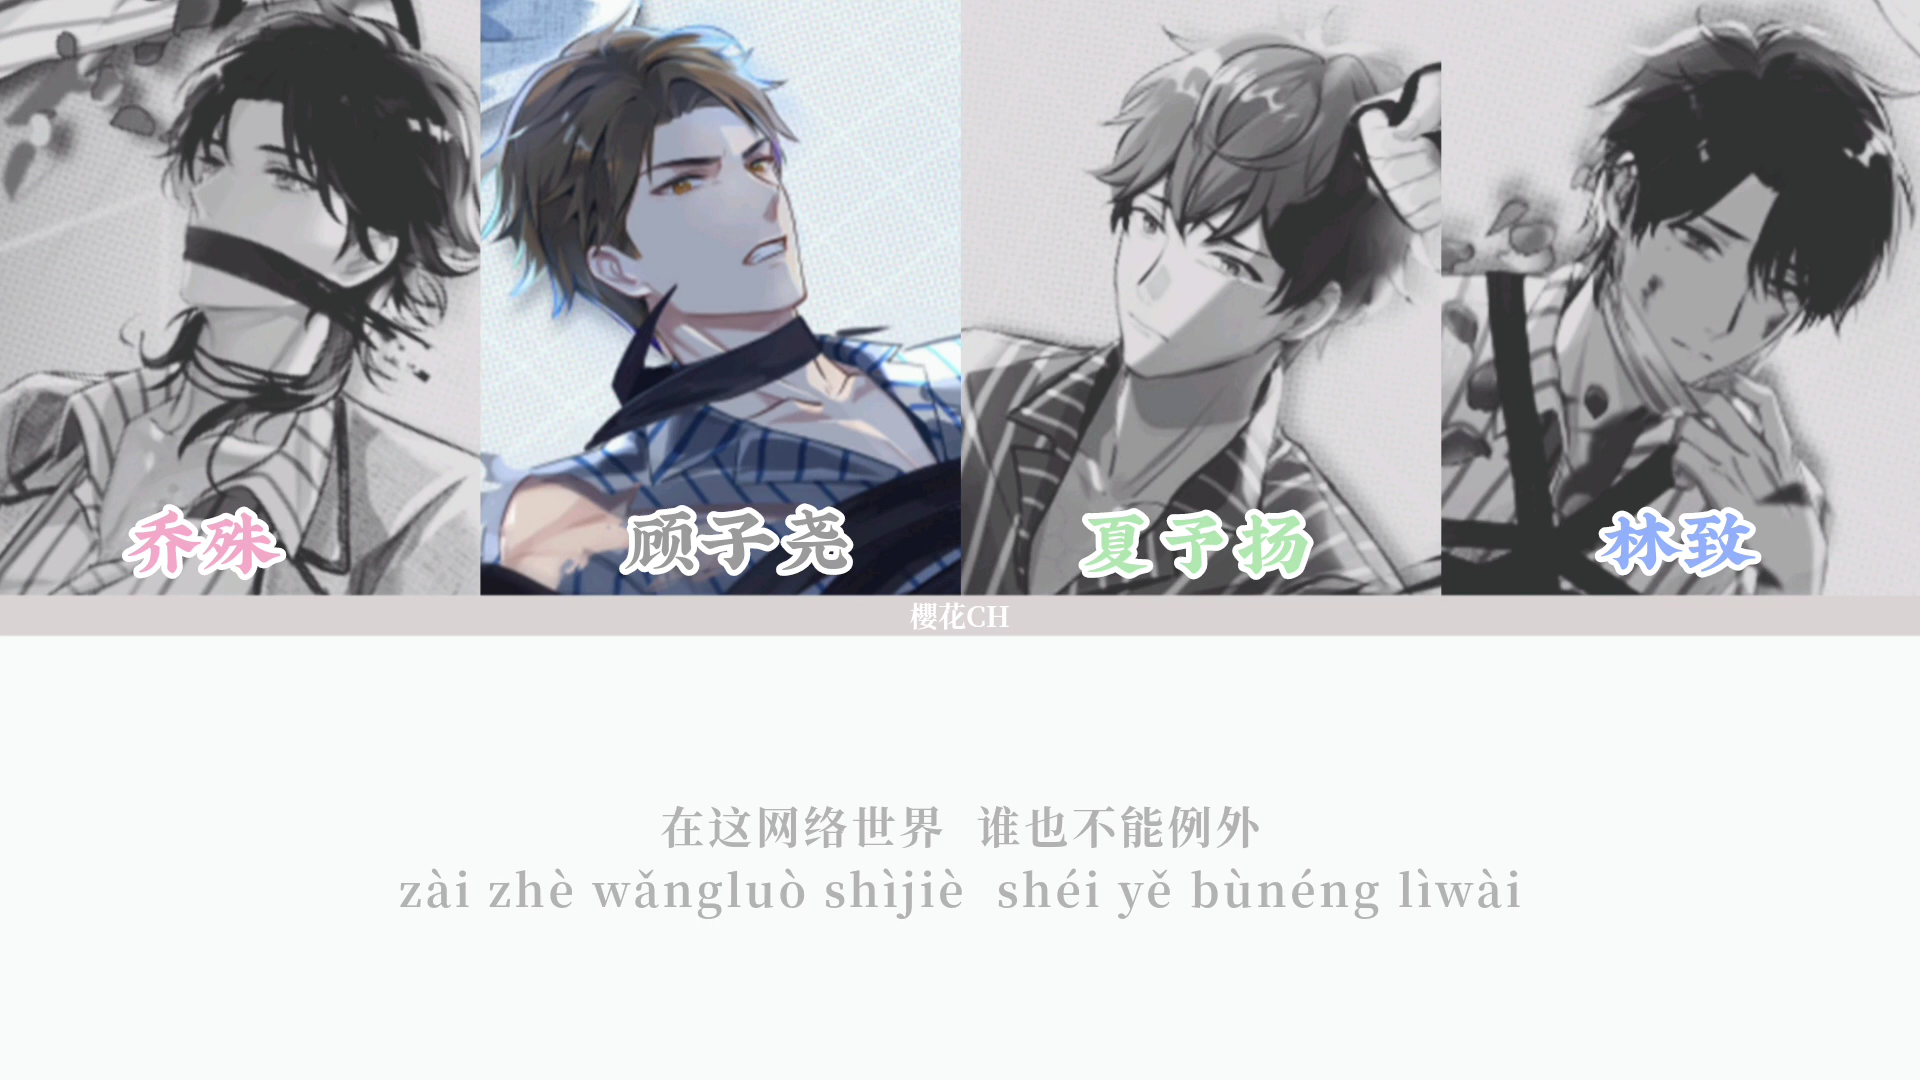 乔殊
顾子尧
夏予扬
林致
櫻花CH
在这网络世界 谁也不能例外
zài zhè wǎngluò shìjiè shéi yě bùnéng lìwài